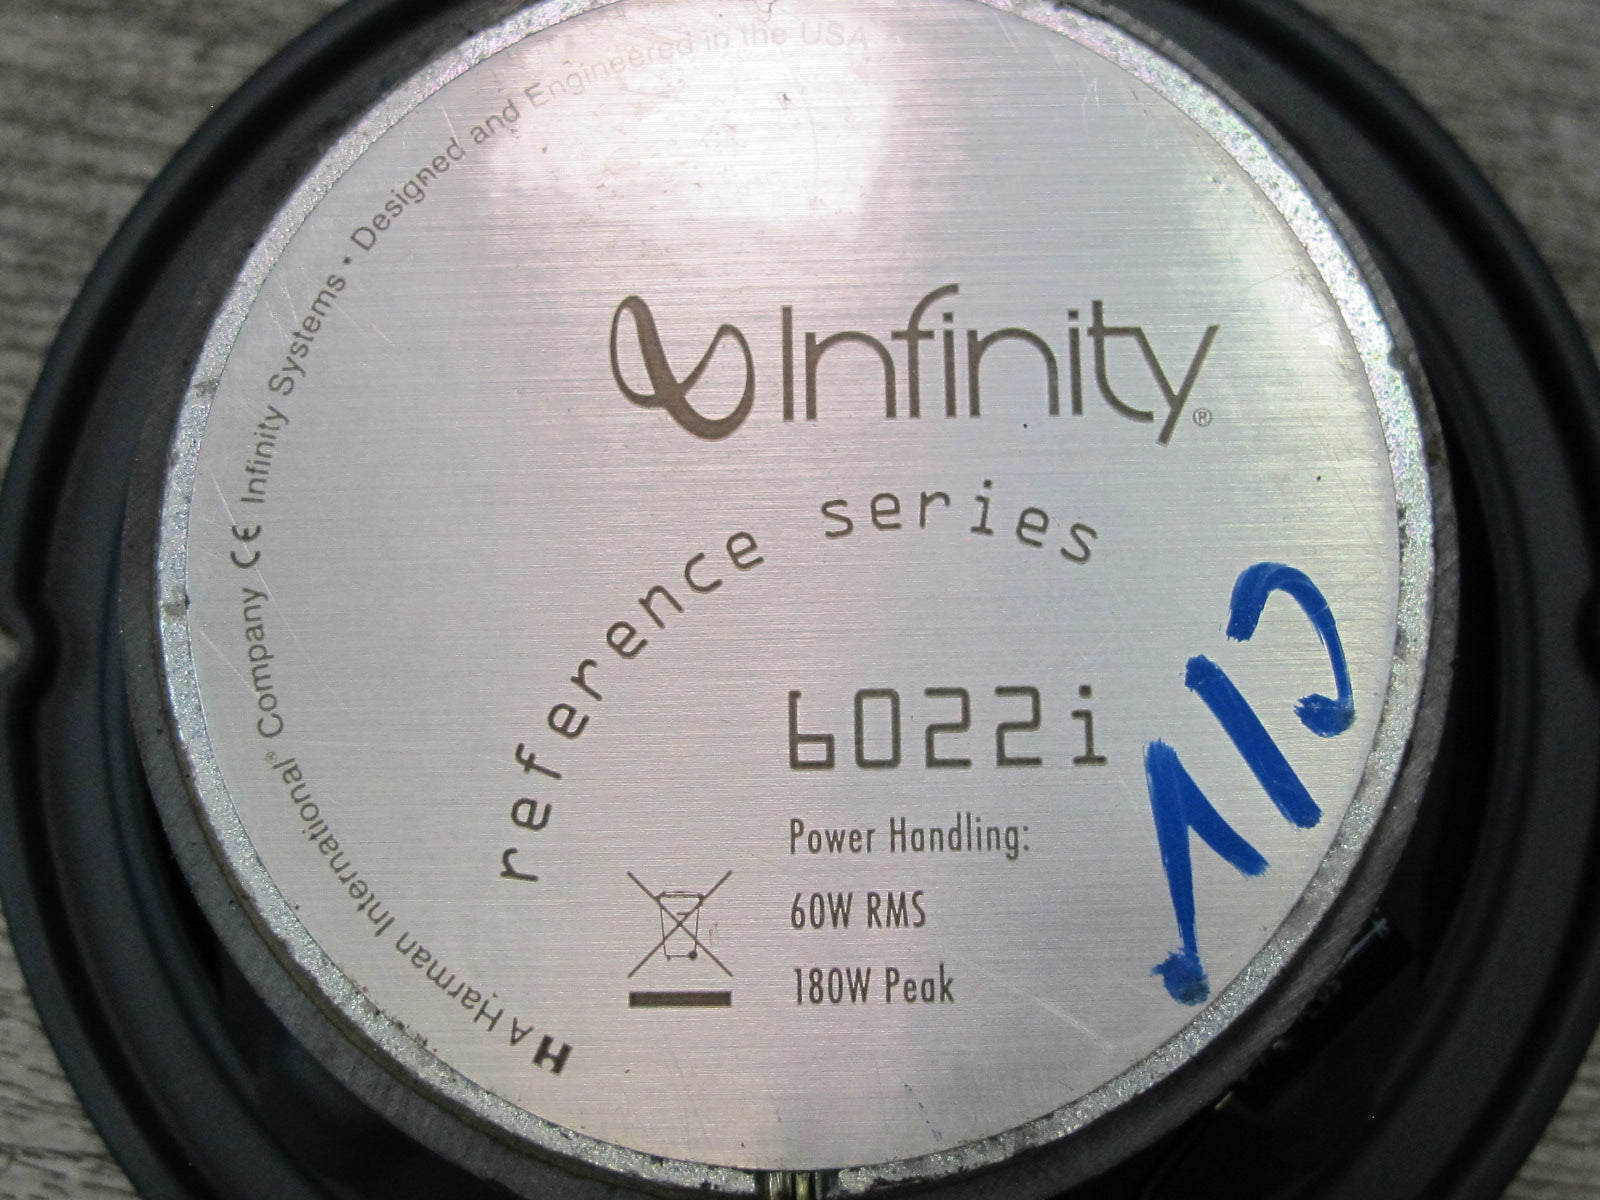 Infinity®
reference series
6022i
Power Handling:
60W RMS
180W Peak
H A Harman International® Company CE Infinity Systems • Designed and Engineered in the USA